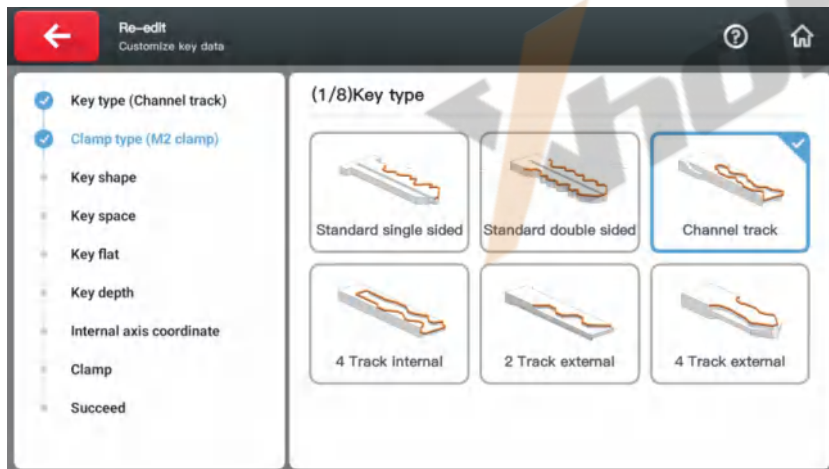 Re-edit
Customize key data
Key type (Channel track)
Clamp type (M2 clamp)
Key shape
Key space
Key flat
Key depth
Internal axis coordinate
Clamp
Succeed
(1/8)Key type
Standard single sided
Standard double sided
Channel track
4 Track internal
2 Track external
4 Track external